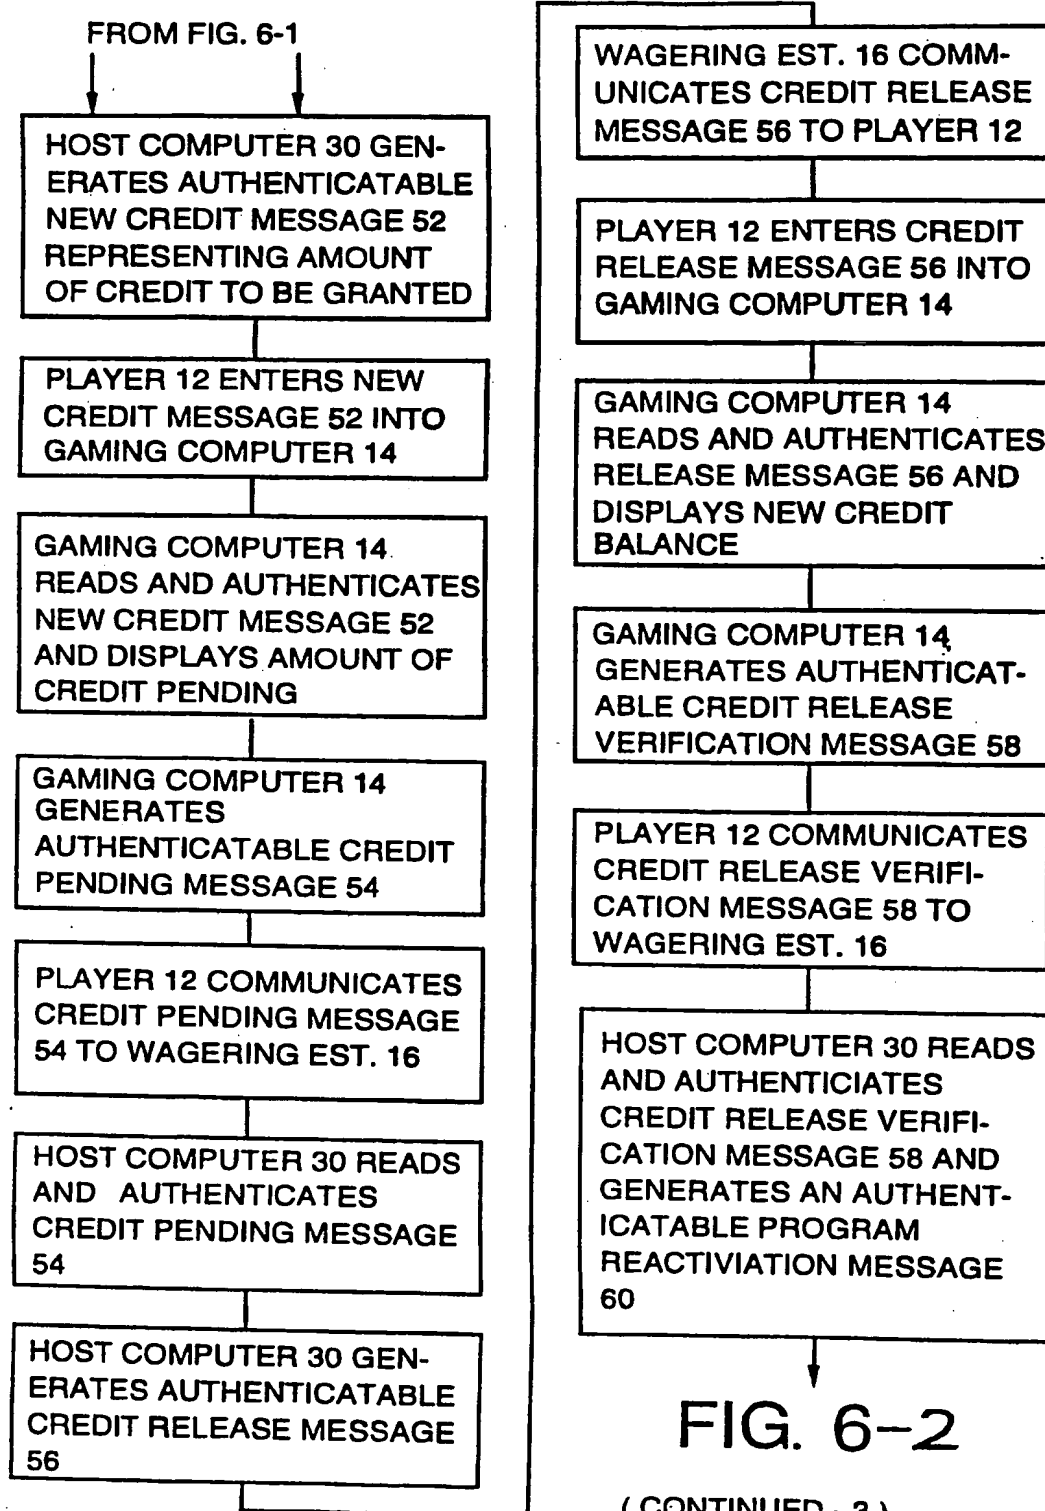 FROM FIG. 6-1
HOST COMPUTER 30 GEN-
ERATES AUTHENTICATABLE
NEW CREDIT MESSAGE 52
REPRESENTING AMOUNT
OF CREDIT TO BE GRANTED
PLAYER 12 ENTERS NEW
CREDIT MESSAGE 52 INTO
GAMING COMPUTER 14
GAMING COMPUTER 14
READS AND AUTHENTICATES
NEW CREDIT MESSAGE 52
AND DISPLAYS AMOUNT OF
CREDIT PENDING
GAMING COMPUTER 14
GENERATES
AUTHENTICATABLE CREDIT
PENDING MESSAGE 54
PLAYER 12 COMMUNICATES
CREDIT PENDING MESSAGE
54 TO WAGERING EST. 16
HOST COMPUTER 30 READS
AND AUTHENTICATES
CREDIT PENDING MESSAGE
54
HOST COMPUTER 30 GEN-
ERATES AUTHENTICATABLE
CREDIT RELEASE MESSAGE
56
WAGERING EST. 16 COMM-
UNICATES CREDIT RELEASE
MESSAGE 56 TO PLAYER 12
PLAYER 12 ENTERS CREDIT
RELEASE MESSAGE 56 INTO
GAMING COMPUTER 14
GAMING COMPUTER 14
READS AND AUTHENTICATES
RELEASE MESSAGE 56 AND
DISPLAYS NEW CREDIT
BALANCE
GAMING COMPUTER 14
GENERATES AUTHENTICAT-
ABLE CREDIT RELEASE
VERIFICATION MESSAGE 58
PLAYER 12 COMMUNICATES
CREDIT RELEASE VERIFI-
CATION MESSAGE 58 TO
WAGERING EST. 16
HOST COMPUTER 30 READS
AND AUTHENTICIATES
CREDIT RELEASE VERIFI-
CATION MESSAGE 58 AND
GENERATES AN AUTHENT-
ICATABLE PROGRAM
REACTIVIATION MESSAGE
60
FIG. 6-2
( CONTINUED - 3 )